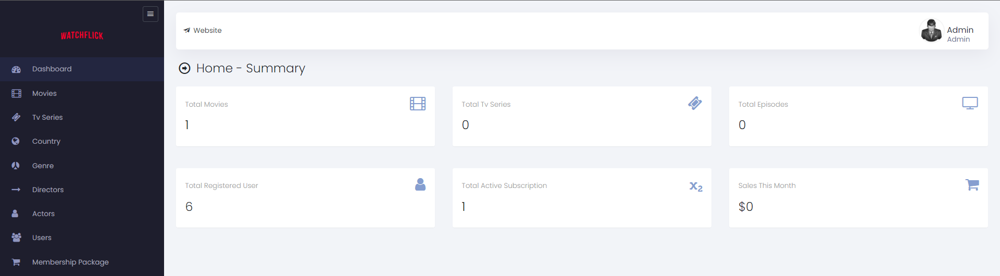 WATCHFLICK
Dashboard
Movies
Tv Series
Country
Genre
Directors
Actors
Users
Membership Package
Website
Admin
Admin
Home - Summary
Total Movies
1
Total Tv Series
0
Total Episodes
0
Total Registered User
6
Total Active Subscription
x2
1
Sales This Month
$0